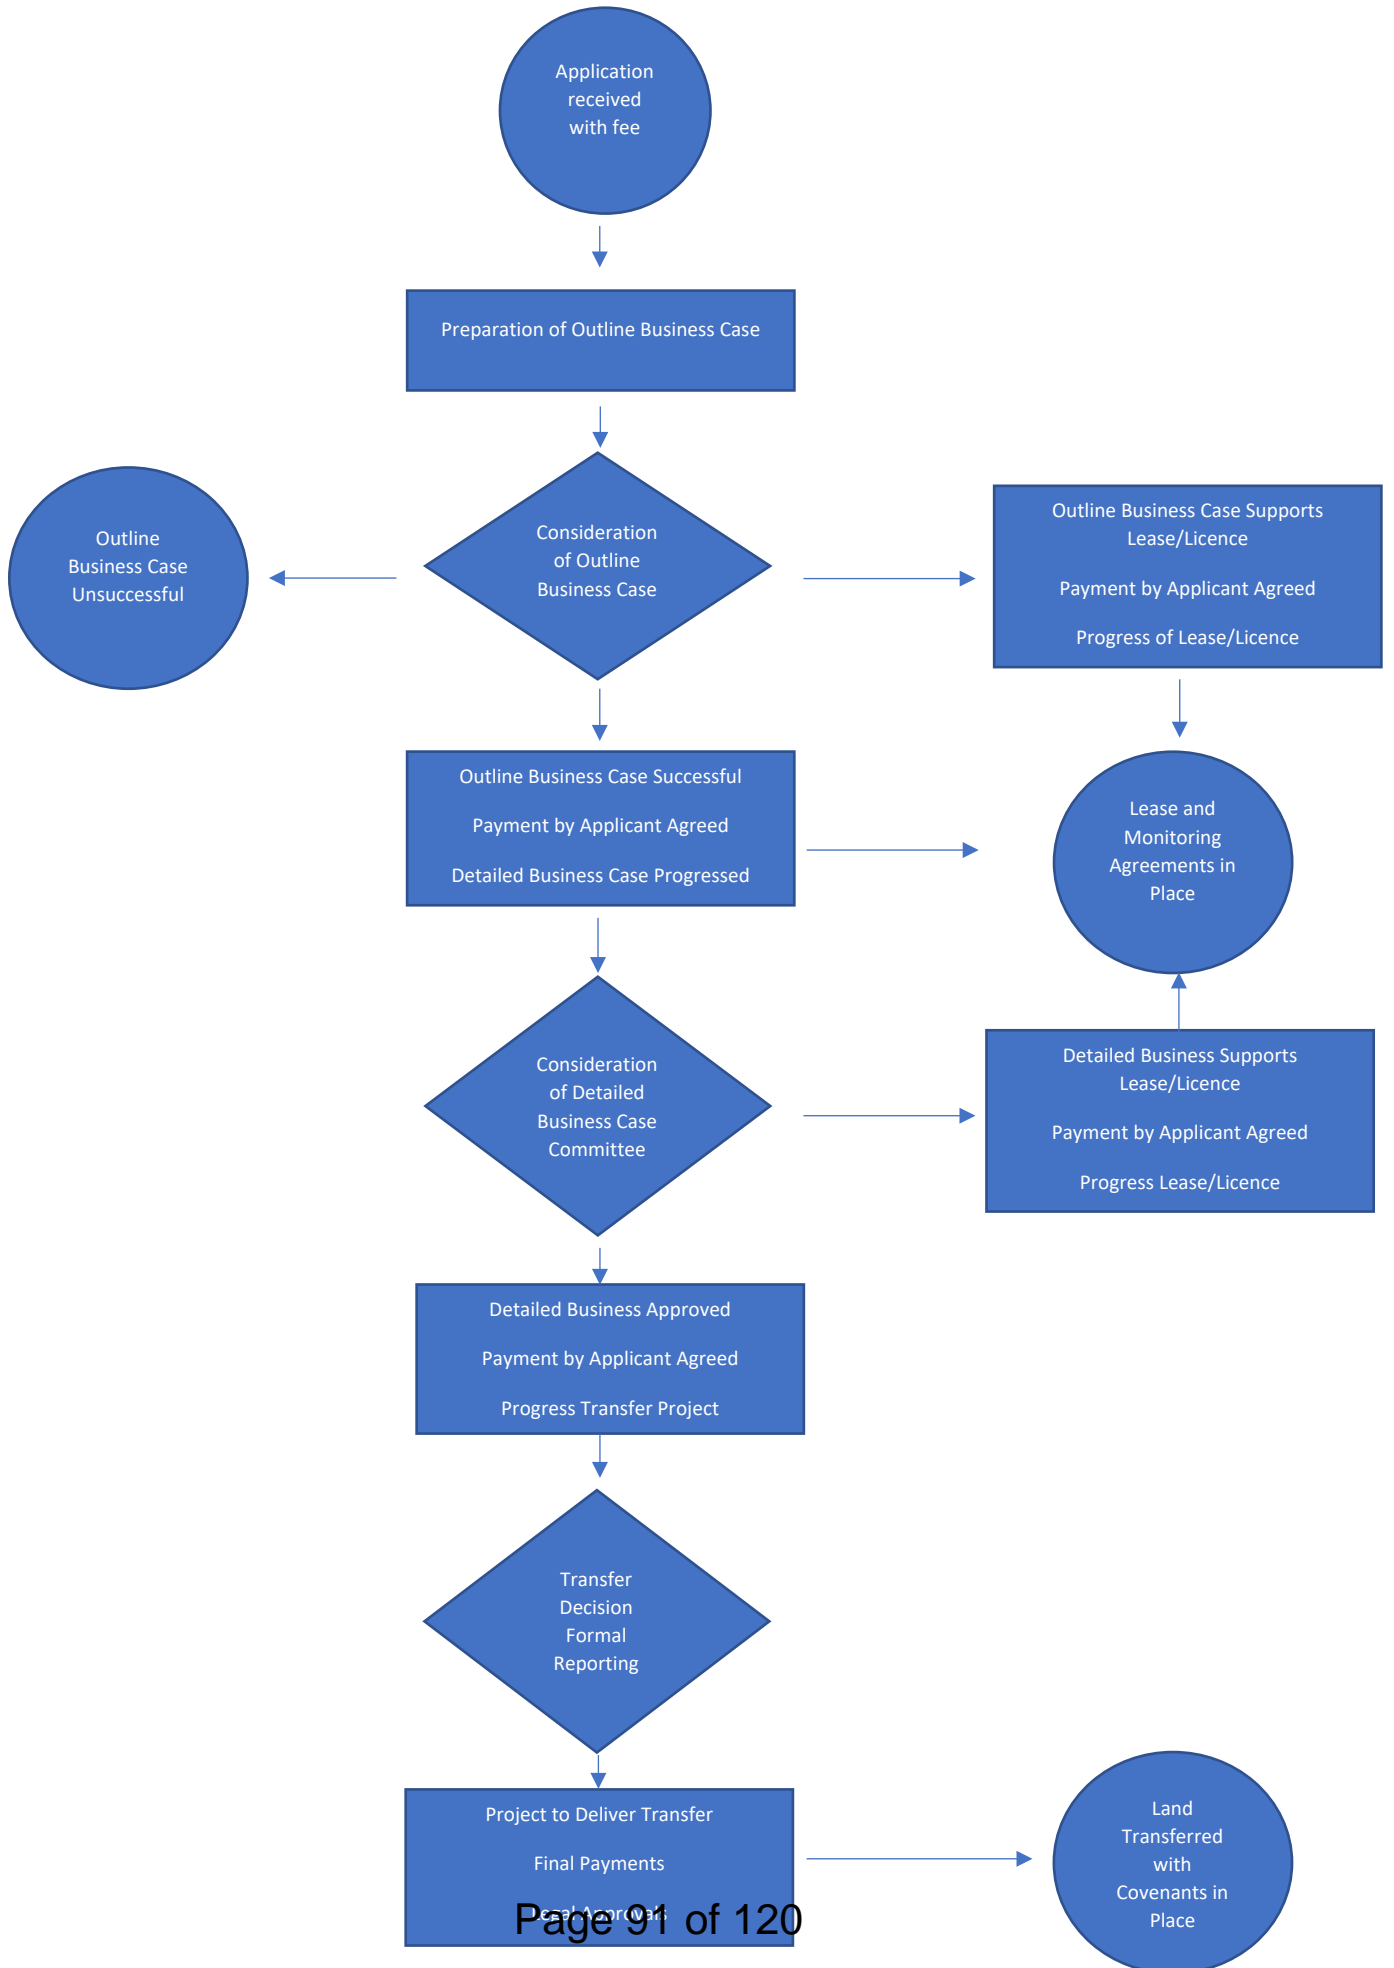 Application
received
with fee
Preparation of Outline Business Case
Outline
Business Case
Unsuccessful
Consideration
of Outline
Business Case
Outline Business Case Supports
Lease/Licence
Payment by Applicant Agreed
Progress of Lease/Licence
Outline Business Case Successful
Payment by Applicant Agreed
Detailed Business Case Progressed
Lease and
Monitoring
Agreements in
Place
Consideration
of Detailed
Business Case
Committee
Detailed Business Supports
Lease/Licence
Payment by Applicant Agreed
Progress Lease/Licence
Detailed Business Approved
Payment by Applicant Agreed
Progress Transfer Project
Transfer
Decision
Formal
Reporting
Project to Deliver Transfer
Final Payments
Legal Approvals
Land
Transferred
with
Covenants in
Place
Page 91 of 120